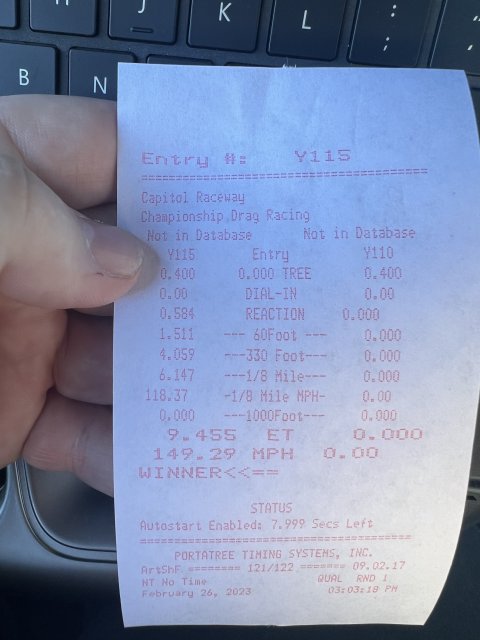 J K L : ;
B N
Entry #: Y115
==========================================
Capitol Raceway
Championship Drag Racing
Not in Database Not in Database
Y115 Entry Y110
0.400 0.000 TREE 0.400
0.00 DIAL-IN 0.00
0.584 REACTION 0.000
1.511 --- 60Foot --- 0.000
4.059 ---330 Foot--- 0.000
6.147 ---1/8 Mile--- 0.000
118.37 -1/8 Mile MPH- 0.00
0.000 ---1000Foot--- 0.000
9.455 ET 0.000
149.29 MPH 0.00
WINNER<<==
STATUS
Autostart Enabled: 7.999 Secs Left
==========================================
PORTATREE TIMING SYSTEMS, INC.
ArtShF ======== 121/122 ======= 09.02.17
NT No Time QUAL RND 1
February 26, 2023 03:03:18 PM